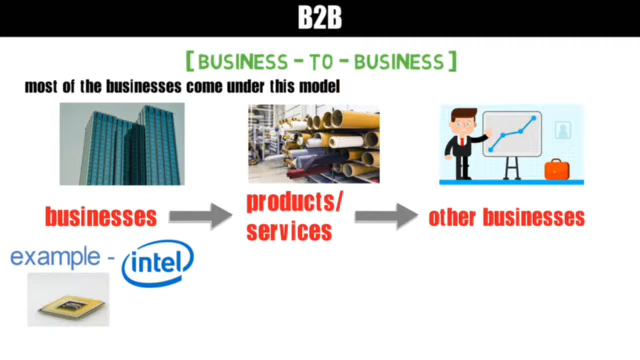 B2B
[BUSINESS - TO - BUSINESS]
most of the businesses come under this model
businesses
products/
services
other businesses
example - intel